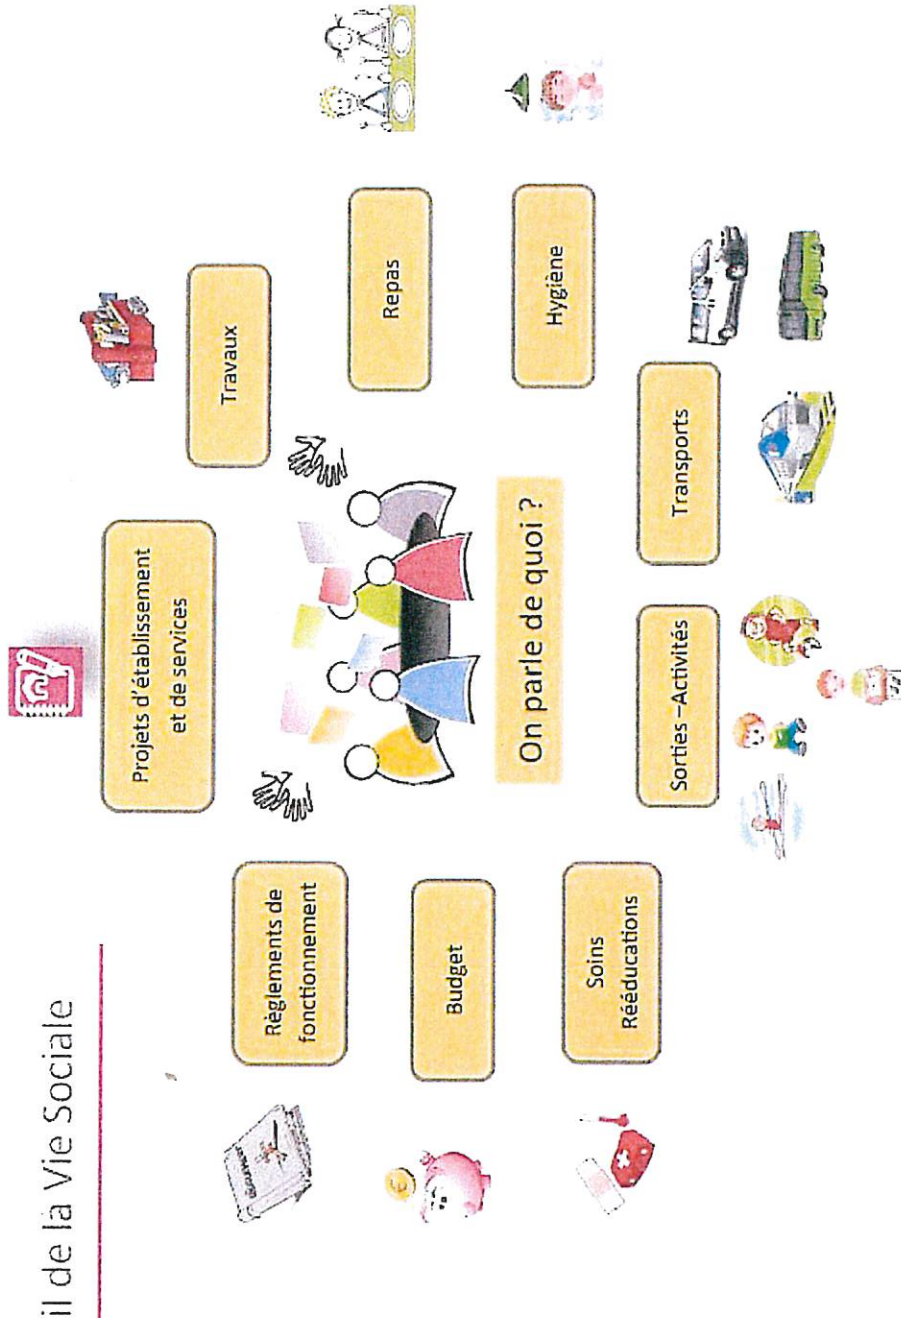 il de la Vie Sociale
Projets d'établissement
et de services
Travaux
Règlements de
fonctionnement
Repas
Budget
On parle de quoi ?
Hygiène
Soins
Rééducations
Sorties –Activités
Transports